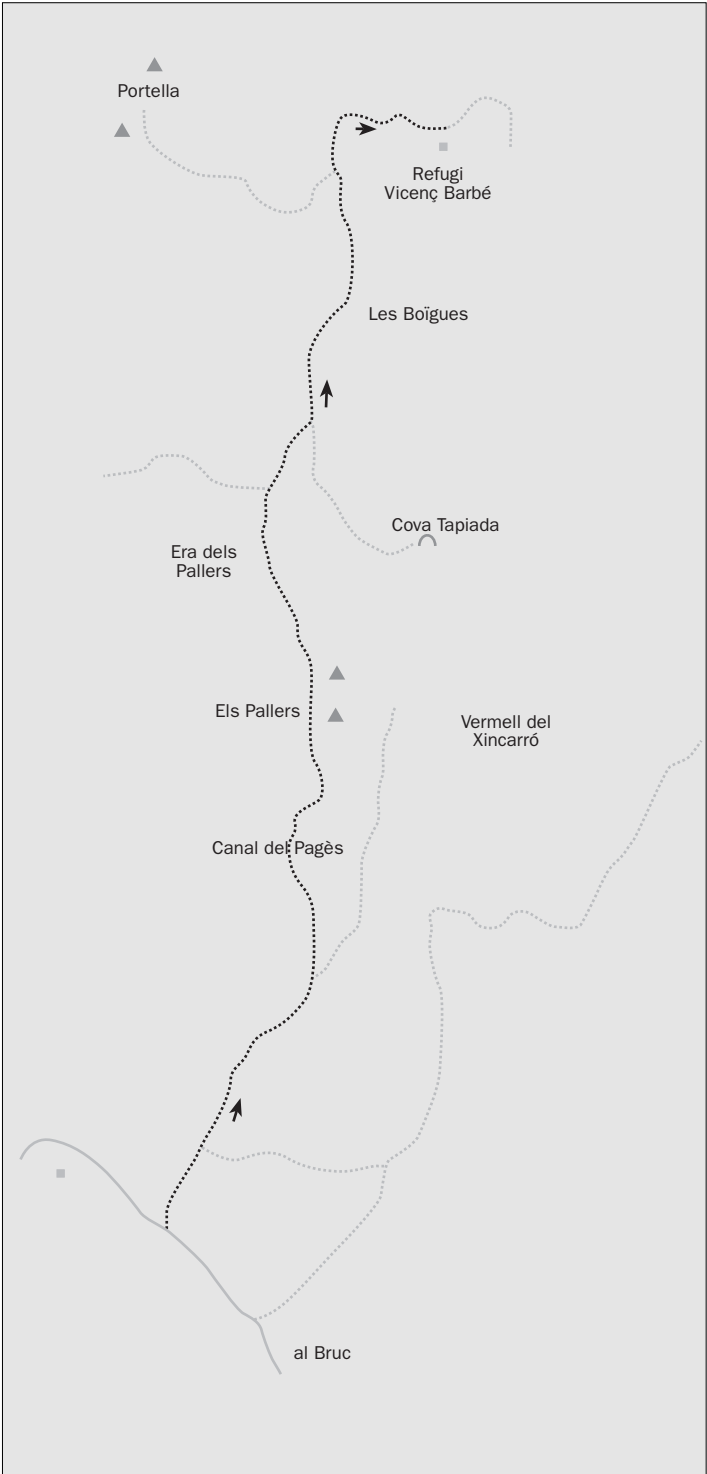 Portella
Refugi
Vicenç Barbé
Les Boïgues
Cova Tapiada
Era dels
Pallers
Els Pallers
Vermell del
Xincarró
Canal del Pagès
al Bruc